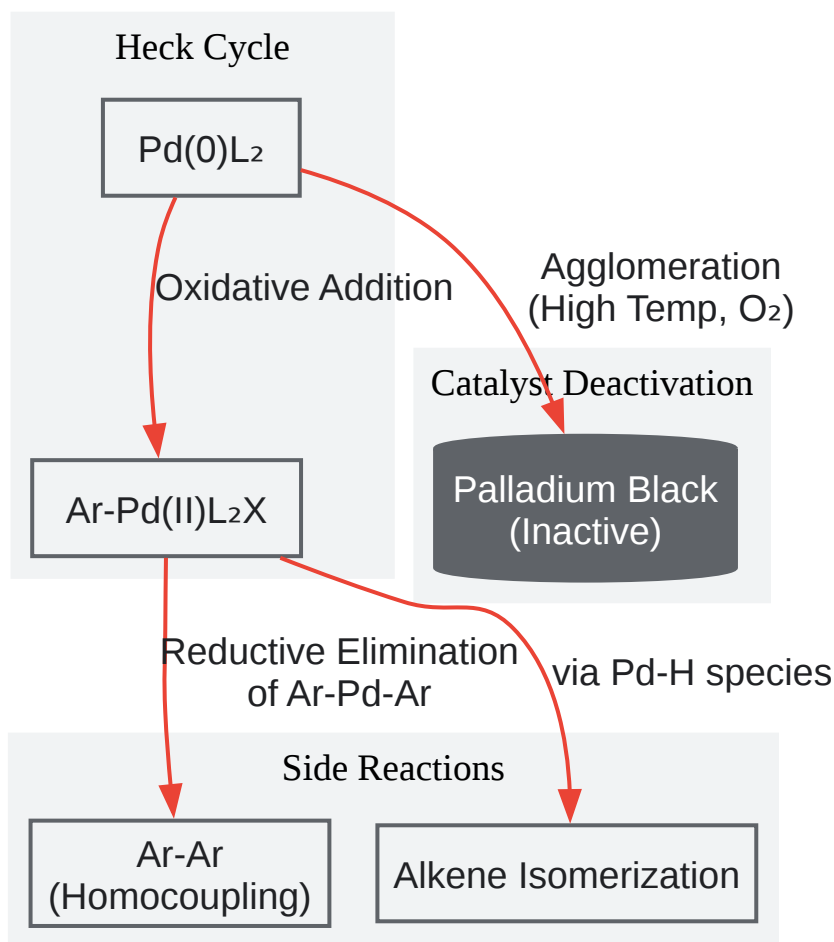 Heck Cycle
Pd(0)L₂
Oxidative Addition
Agglomeration
(High Temp, O₂)
Catalyst Deactivation
Palladium Black
(Inactive)
Ar-Pd(II)L₂X
Reductive Elimination
of Ar-Pd-Ar
via Pd-H species
Side Reactions
Ar-Ar
(Homocoupling)
Alkene Isomerization